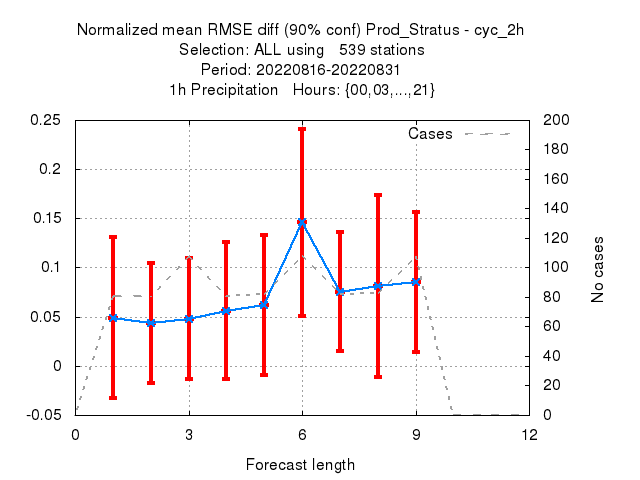 Normalized mean RMSE diff (90% conf) Prod_Stratus - cyc_2h
Selection: ALL using 539 stations
Period: 20220816-20220831
1h Precipitation Hours: {00,03,...,21}
Cases
0.25
0.2
0.15
0.1
0.05
0
-0.05
200
180
160
140
120
100
80
60
40
20
0
No cases
0 3 6 9 12
Forecast length